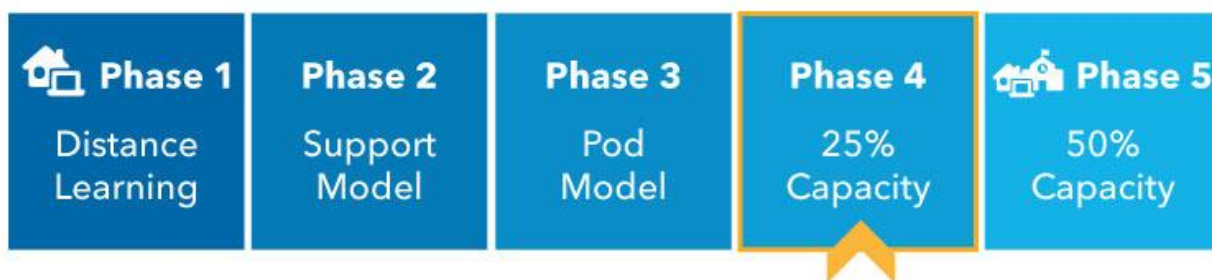 Phase 1
Distance
Learning
Phase 2
Support
Model
Phase 3
Pod
Model
Phase 4
25%
Capacity
Phase 5
50%
Capacity